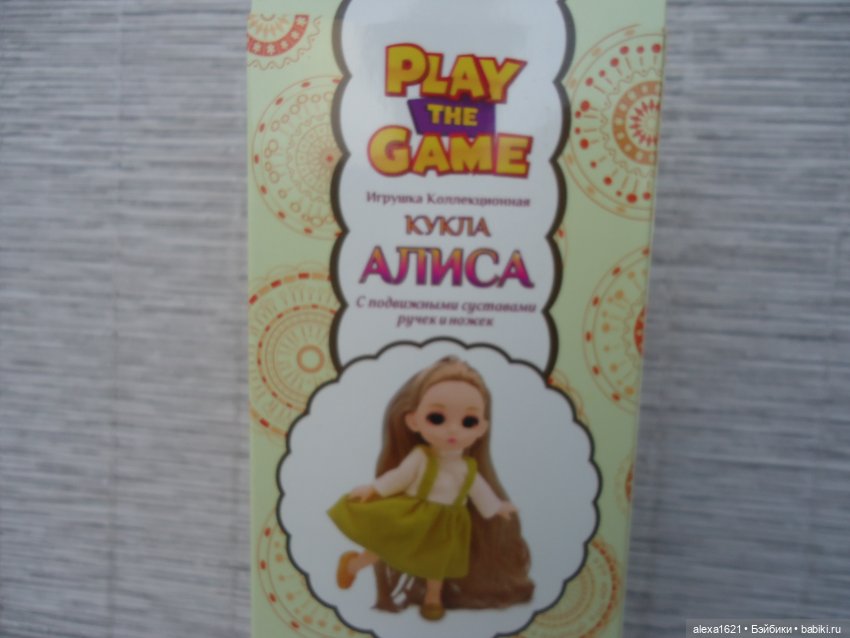 PLAY
THE
GAME
Игрушка Коллекционная
КУКЛА
АЛИСА
С подвижными суставами
ручек и ножек
alexa1621 • Бэйбики • babiki.ru